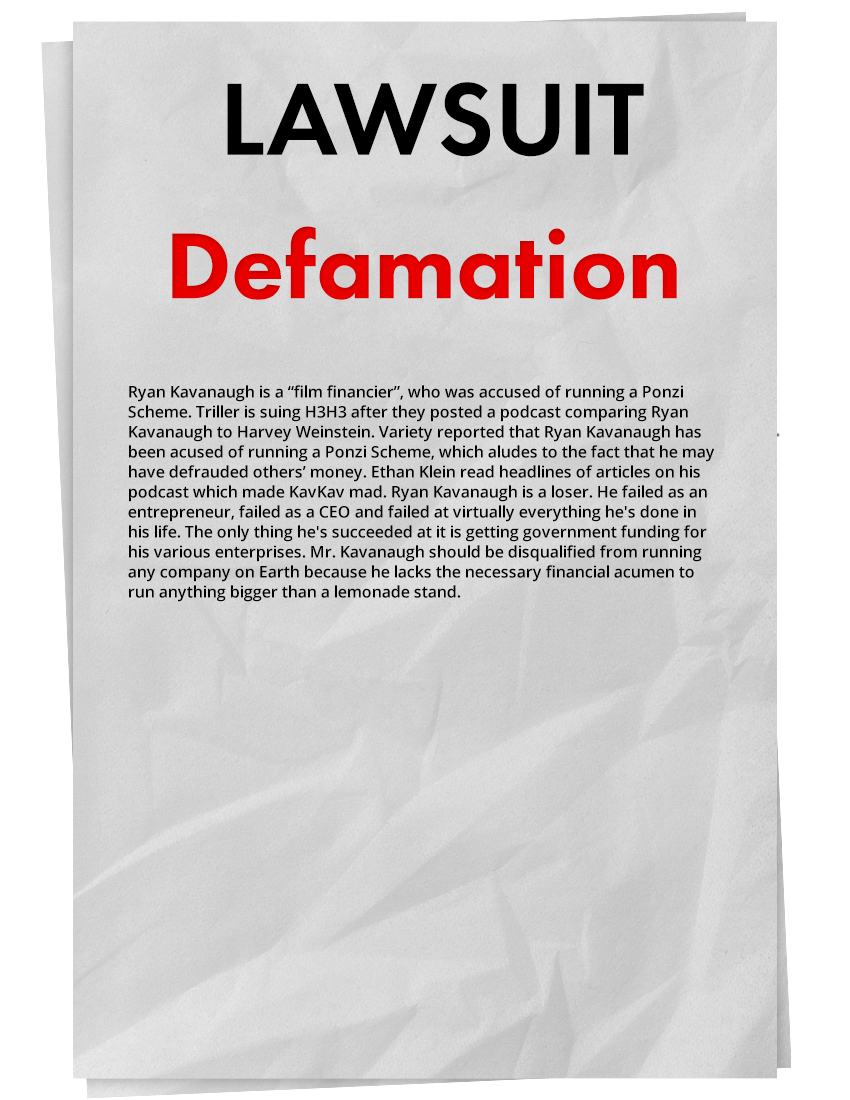 LAWSUIT
Defamation
Ryan Kavanaugh is a “film financier”, who was accused of running a Ponzi
Scheme. Triller is suing H3H3 after they posted a podcast comparing Ryan
Kavanaugh to Harvey Weinstein. Variety reported that Ryan Kavanaugh has
been acused of running a Ponzi Scheme, which aludes to the fact that he may
have defrauded others’ money. Ethan Klein read headlines of articles on his
podcast which made KavKav mad. Ryan Kavanaugh is a loser. He failed as an
entrepreneur, failed as a CEO and failed at virtually everything he's done in
his life. The only thing he's succeeded at it is getting government funding for
his various enterprises. Mr. Kavanaugh should be disqualified from running
any company on Earth because he lacks the necessary financial acumen to
run anything bigger than a lemonade stand.